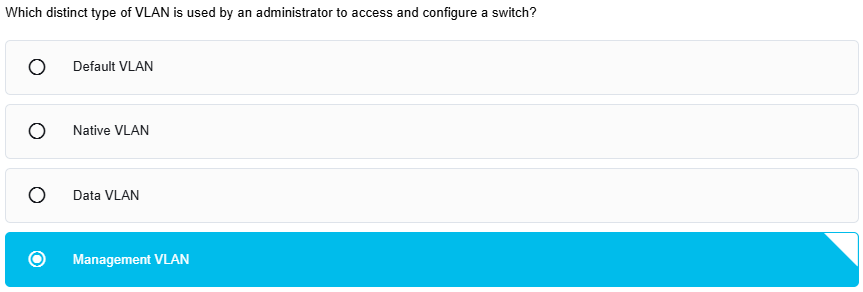 Which distinct type of VLAN is used by an administrator to access and configure a switch?
Default VLAN
Native VLAN
Data VLAN
Management VLAN